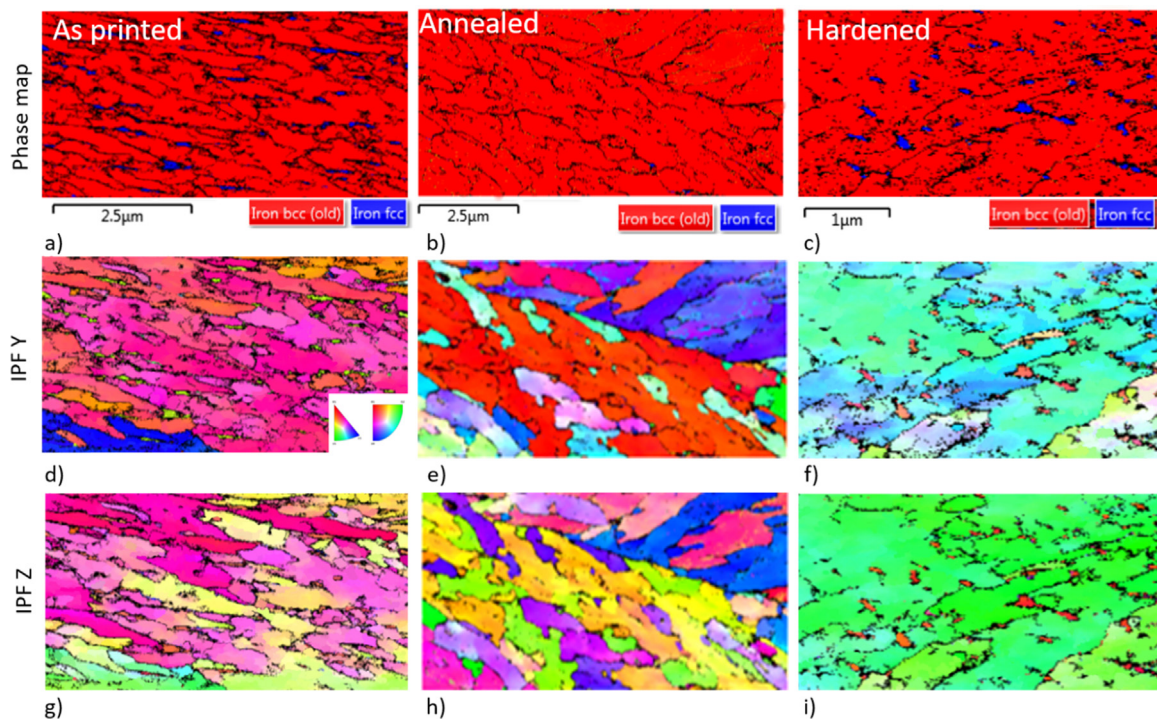 As printed
Annealed
Hardened
Phase map
2.5µm
Iron bcc (old)
Iron fcc
2.5µm
Iron bcc (old)
Iron fcc
1µm
Iron bcc (old)
Iron fcc
a)
b)
c)
IPF Y
d)
e)
f)
IPF Z
g)
h)
i)